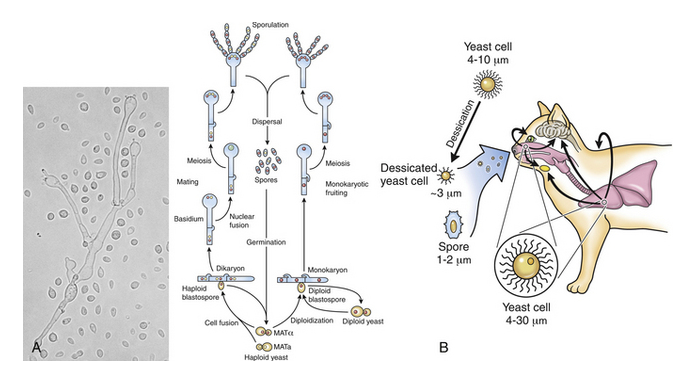 Sporulation
Dispersal
Meiosis
Spores
Meiosis
Mating
Monokaryotic
fruiting
Basidium
Nuclear
fusion
Germination
Dikaryon
Monokaryon
Haploid
blastospore
Diploid
blastospore
Cell fusion
Diploidization
Diploid yeast
MATα
MATa
Haploid yeast
A
Yeast cell
4-10 μm
Dessication
Dessicated
yeast cell
~3 μm
Spore
1-2 μm
Yeast cell
4-30 μm
B